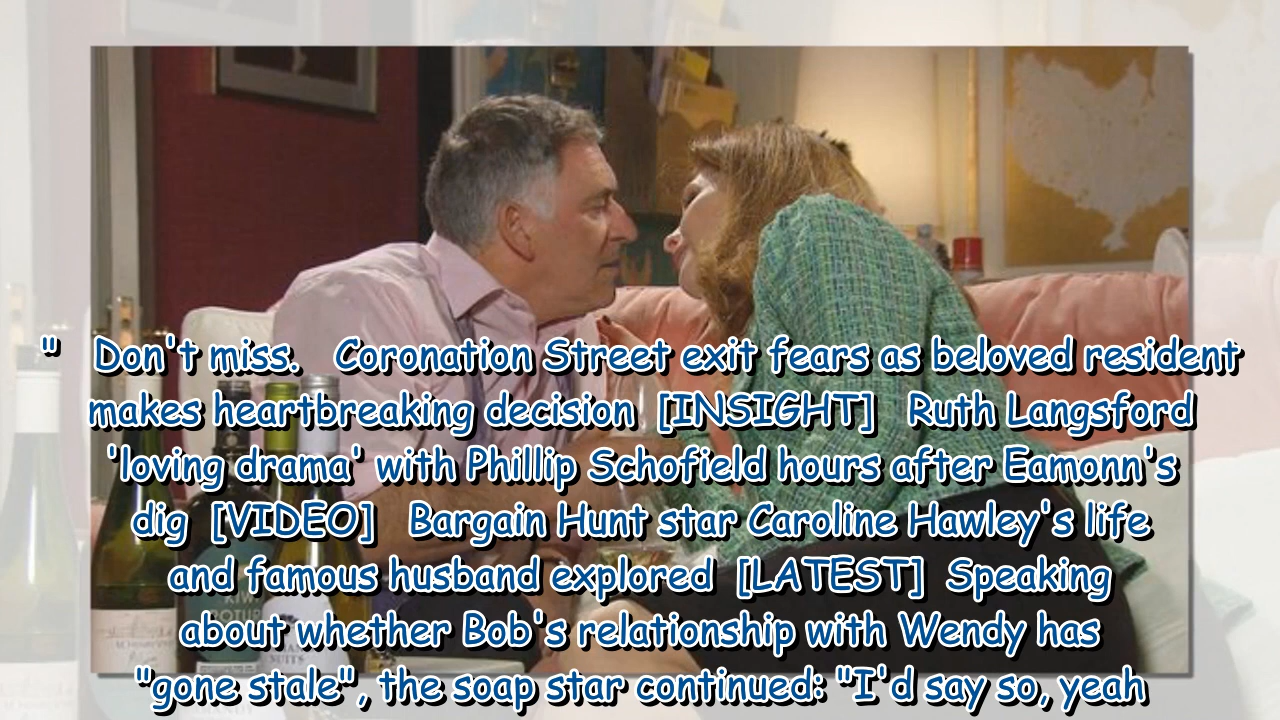 "   Don't miss.   Coronation Street exit fears as beloved resident
makes heartbreaking decision  [INSIGHT]   Ruth Langsford
'loving drama' with Phillip Schofield hours after Eamonn's
dig  [VIDEO]   Bargain Hunt star Caroline Hawley's life
and famous husband explored  [LATEST]  Speaking
about whether Bob's relationship with Wendy has
"gone stale", the soap star continued: "I'd say so, yeah